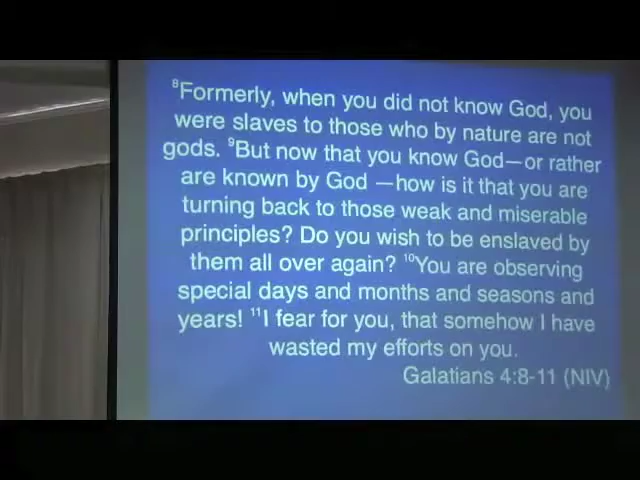 ⁸Formerly, when you did not know God, you
were slaves to those who by nature are not
gods. ⁹But now that you know God—or rather
are known by God —how is it that you are
turning back to those weak and miserable
principles? Do you wish to be enslaved by
them all over again? ¹⁰You are observing
special days and months and seasons and
years! ¹¹I fear for you, that somehow I have
wasted my efforts on you.
Galatians 4:8-11 (NIV)